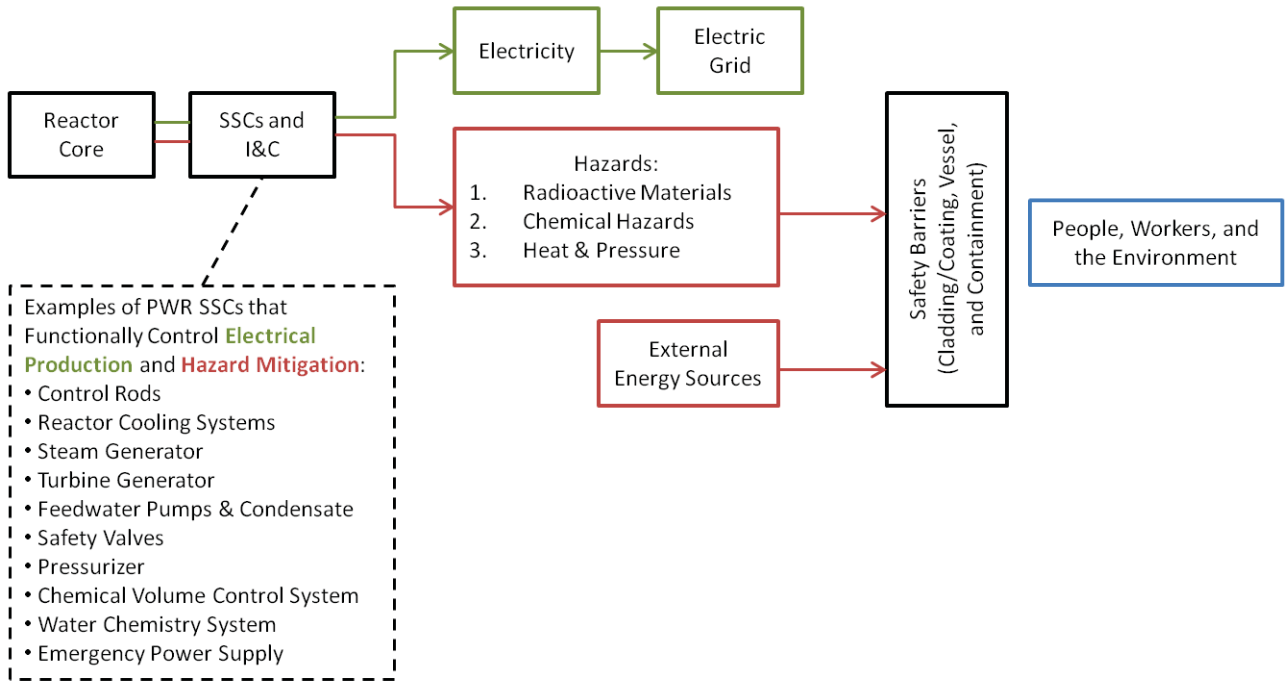 Reactor
Core
SSCs and
I&C
Electricity
Electric
Grid
Hazards:
1. Radioactive Materials
2. Chemical Hazards
3. Heat & Pressure
External
Energy Sources
Safety Barriers
(Cladding/Coating, Vessel,
and Containment)
People, Workers, and
the Environment
Examples of PWR SSCs that
Functionally Control Electrical
Production and Hazard Mitigation:
• Control Rods
• Reactor Cooling Systems
• Steam Generator
• Turbine Generator
• Feedwater Pumps & Condensate
• Safety Valves
• Pressurizer
• Chemical Volume Control System
• Water Chemistry System
• Emergency Power Supply